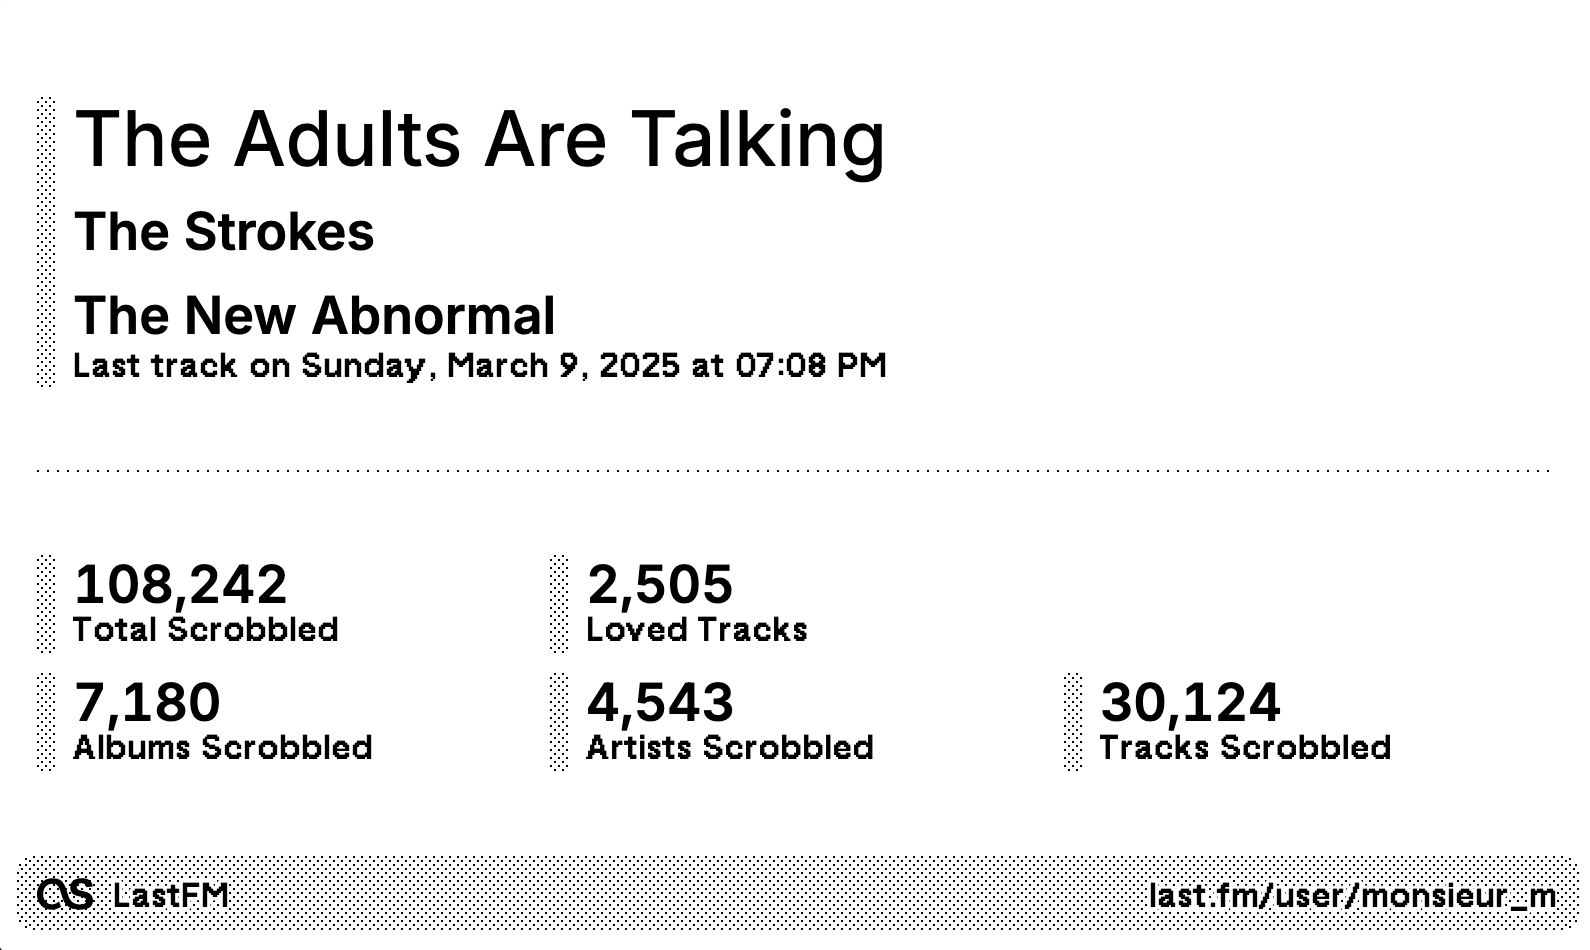 The Adults Are Talking
The Strokes
The New Abnormal
Last track on Sunday, March 9, 2025 at 07:08 PM
108,242
Total Scrobbled
2,505
Loved Tracks
7,180
Albums Scrobbled
4,543
Artists Scrobbled
30,124
Tracks Scrobbled
as LastFM
last.fm/user/monsieur_m